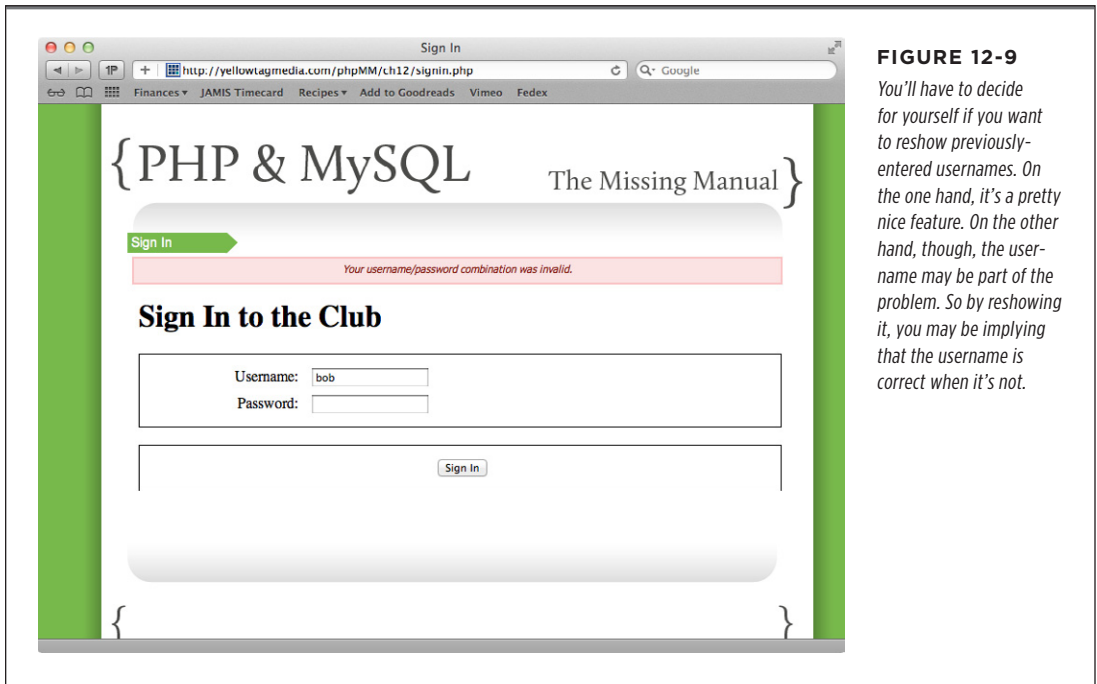 Sign In
1P
+
http://yellowtagmedia.com/phpMM/ch12/signin.php
Google
Finances
JAMIS Timecard
Recipes
Add to Goodreads
Vimeo
Fedex
{PHP & MySQL
The Missing Manual}
Sign In
Your username/password combination was invalid.
Sign In to the Club
Username: bob
Password:
Sign In
{ }
FIGURE 12-9
You'll have to decide
for yourself if you want
to reshow previously-
entered usernames. On
the one hand, it's a pretty
nice feature. On the other
hand, though, the user-
name may be part of the
problem. So by reshowing
it, you may be implying
that the username is
correct when it's not.